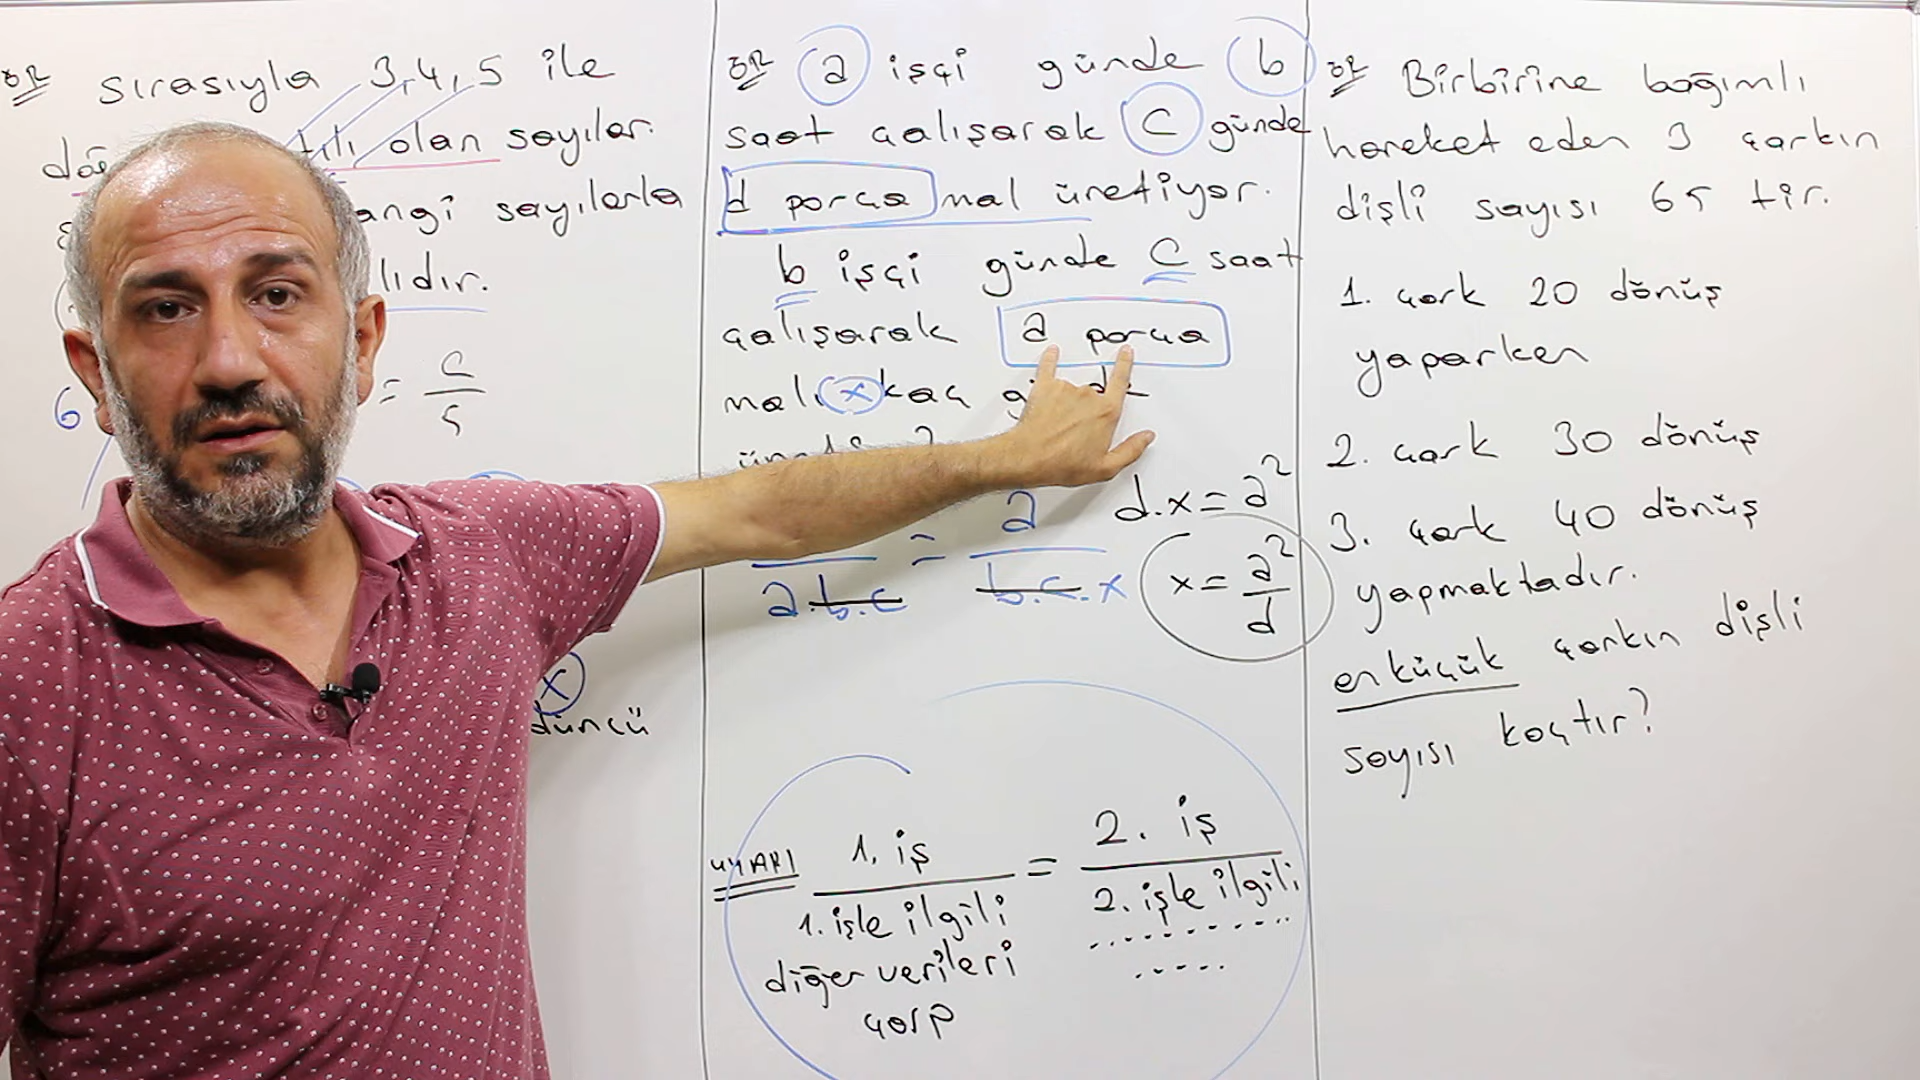 ÖR Sırasıyla 3,4,5 ile
tılı olan sayılar.
angi sayılarla
lıdır.
= c/5
6
x
düncü
ÖR a işçi günde b
saat çalışarak c günde
d parça mal üretiyor.
b işçi günde c saat
çalışarak a parça
malı x kaç
a.b.c = a/b.c.x
d.x = a²
x = a²/d
UYARI 1. iş = 2. iş
1. işle ilgili 2. işle ilgili
diğer verileri
çarp
ÖR Birbirine bağımlı
hareket eden 3 çarkın
dişli sayısı 65 tir.
1. çark 20 dönüş
yaparken
2. çark 30 dönüş
3. çark 40 dönüş
yapmaktadır.
en küçük çarkın dişli
sayısı kaçtır?